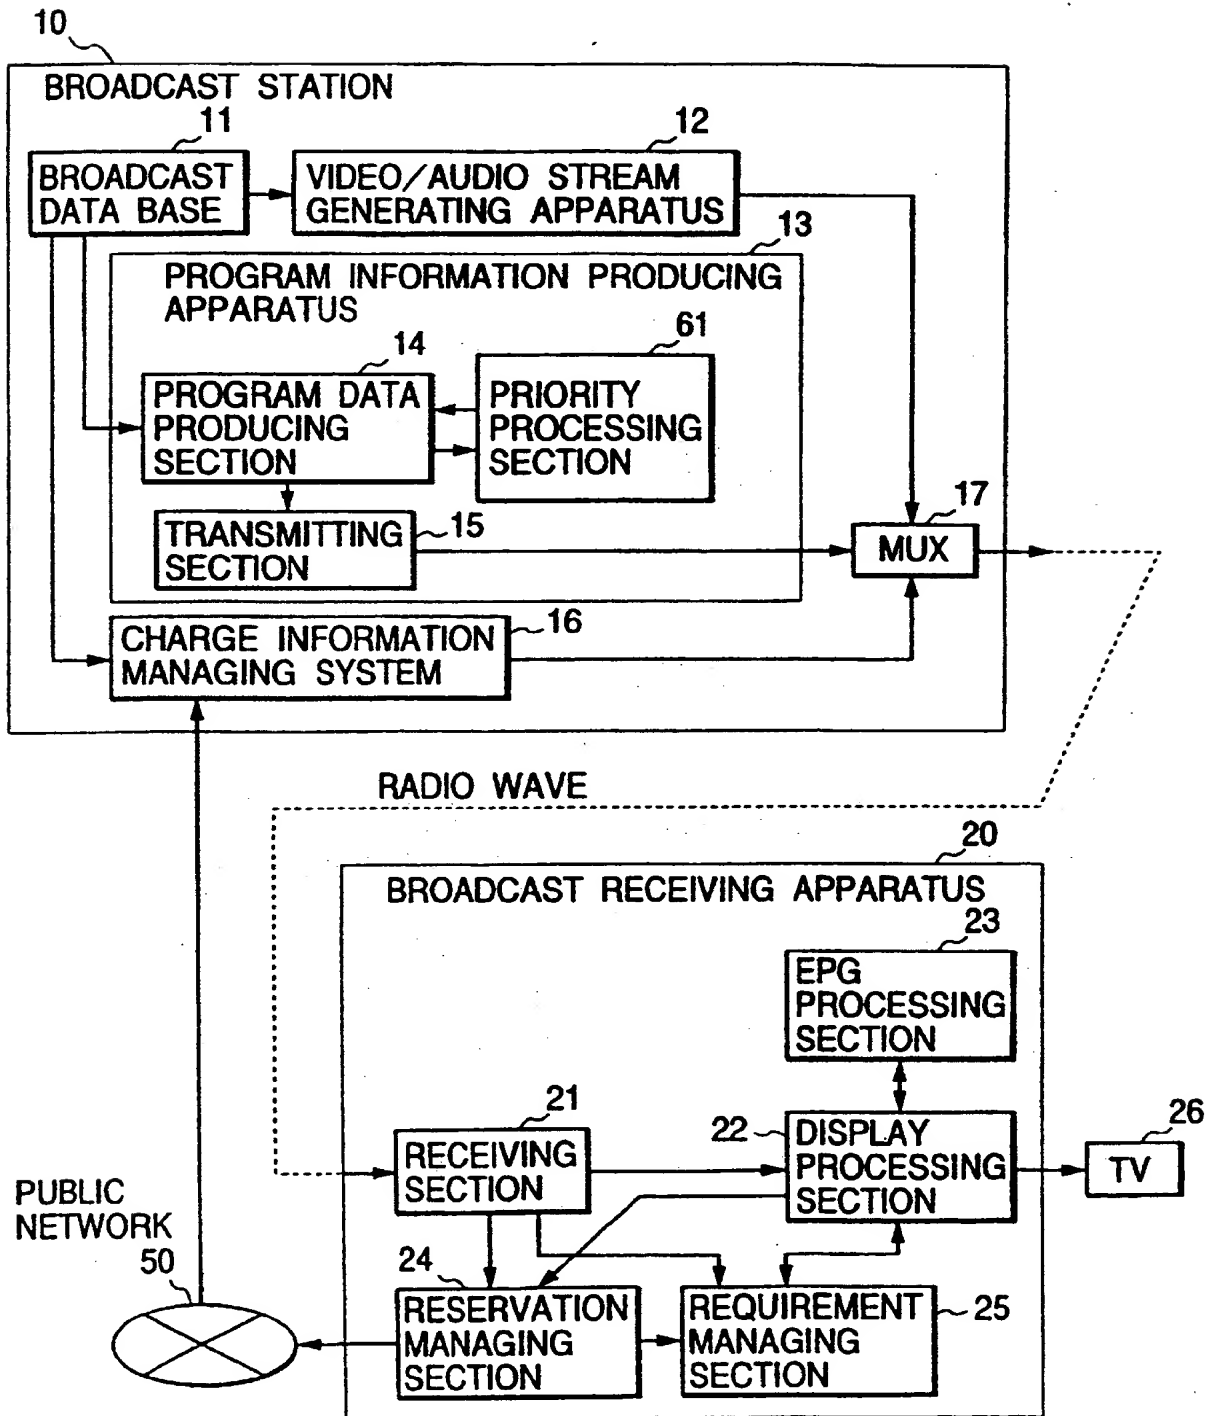 10
BROADCAST STATION
11
12
BROADCAST
DATA BASE
VIDEO/AUDIO STREAM
GENERATING APPARATUS
13
PROGRAM INFORMATION PRODUCING
APPARATUS
14
61
PROGRAM DATA
PRODUCING
SECTION
PRIORITY
PROCESSING
SECTION
TRANSMITTING
SECTION
15
17
MUX
CHARGE INFORMATION
MANAGING SYSTEM
16
RADIO WAVE
20
BROADCAST RECEIVING APPARATUS
23
EPG
PROCESSING
SECTION
21
RECEIVING
SECTION
22
DISPLAY
PROCESSING
SECTION
26
TV
PUBLIC
NETWORK
50
24
RESERVATION
MANAGING
SECTION
REQUIREMENT
MANAGING
SECTION
25